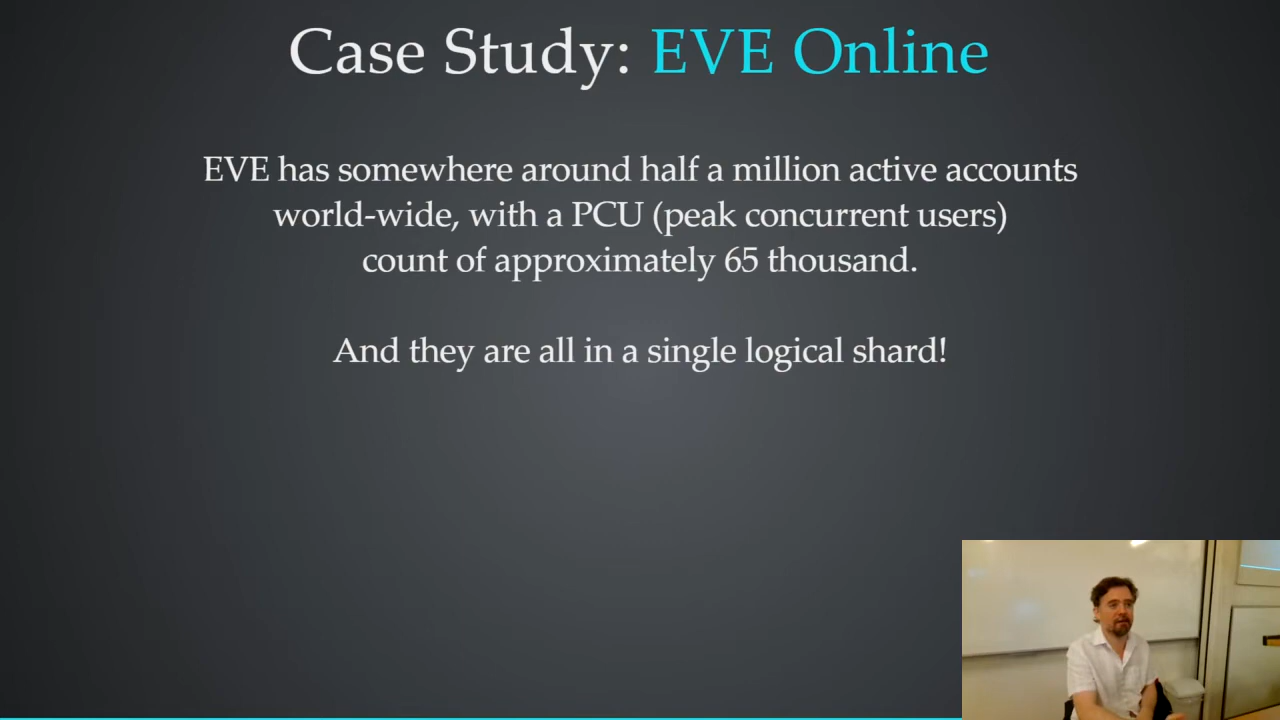 Case Study: EVE Online
EVE has somewhere around half a million active accounts
world-wide, with a PCU (peak concurrent users)
count of approximately 65 thousand.
And they are all in a single logical shard!